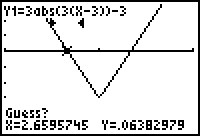 Y1=3abs(3(X-3))-3
Guess?
X=2.6595745 Y=.06382979